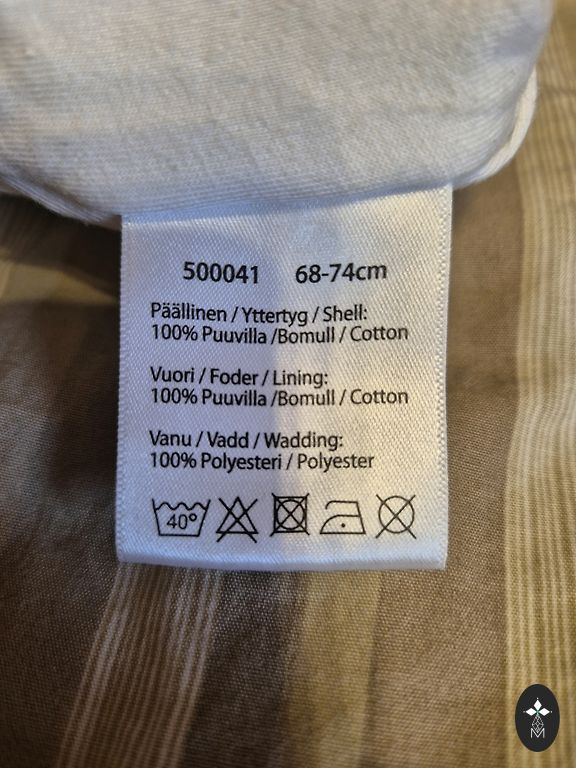 500041 68-74cm
Päällinen / Yttertyg / Shell:
100% Puuvilla /Bomull / Cotton
Vuori / Foder / Lining:
100% Puuvilla /Bomull / Cotton
Vanu / Vadd / Wadding:
100% Polyesteri / Polyester
40°